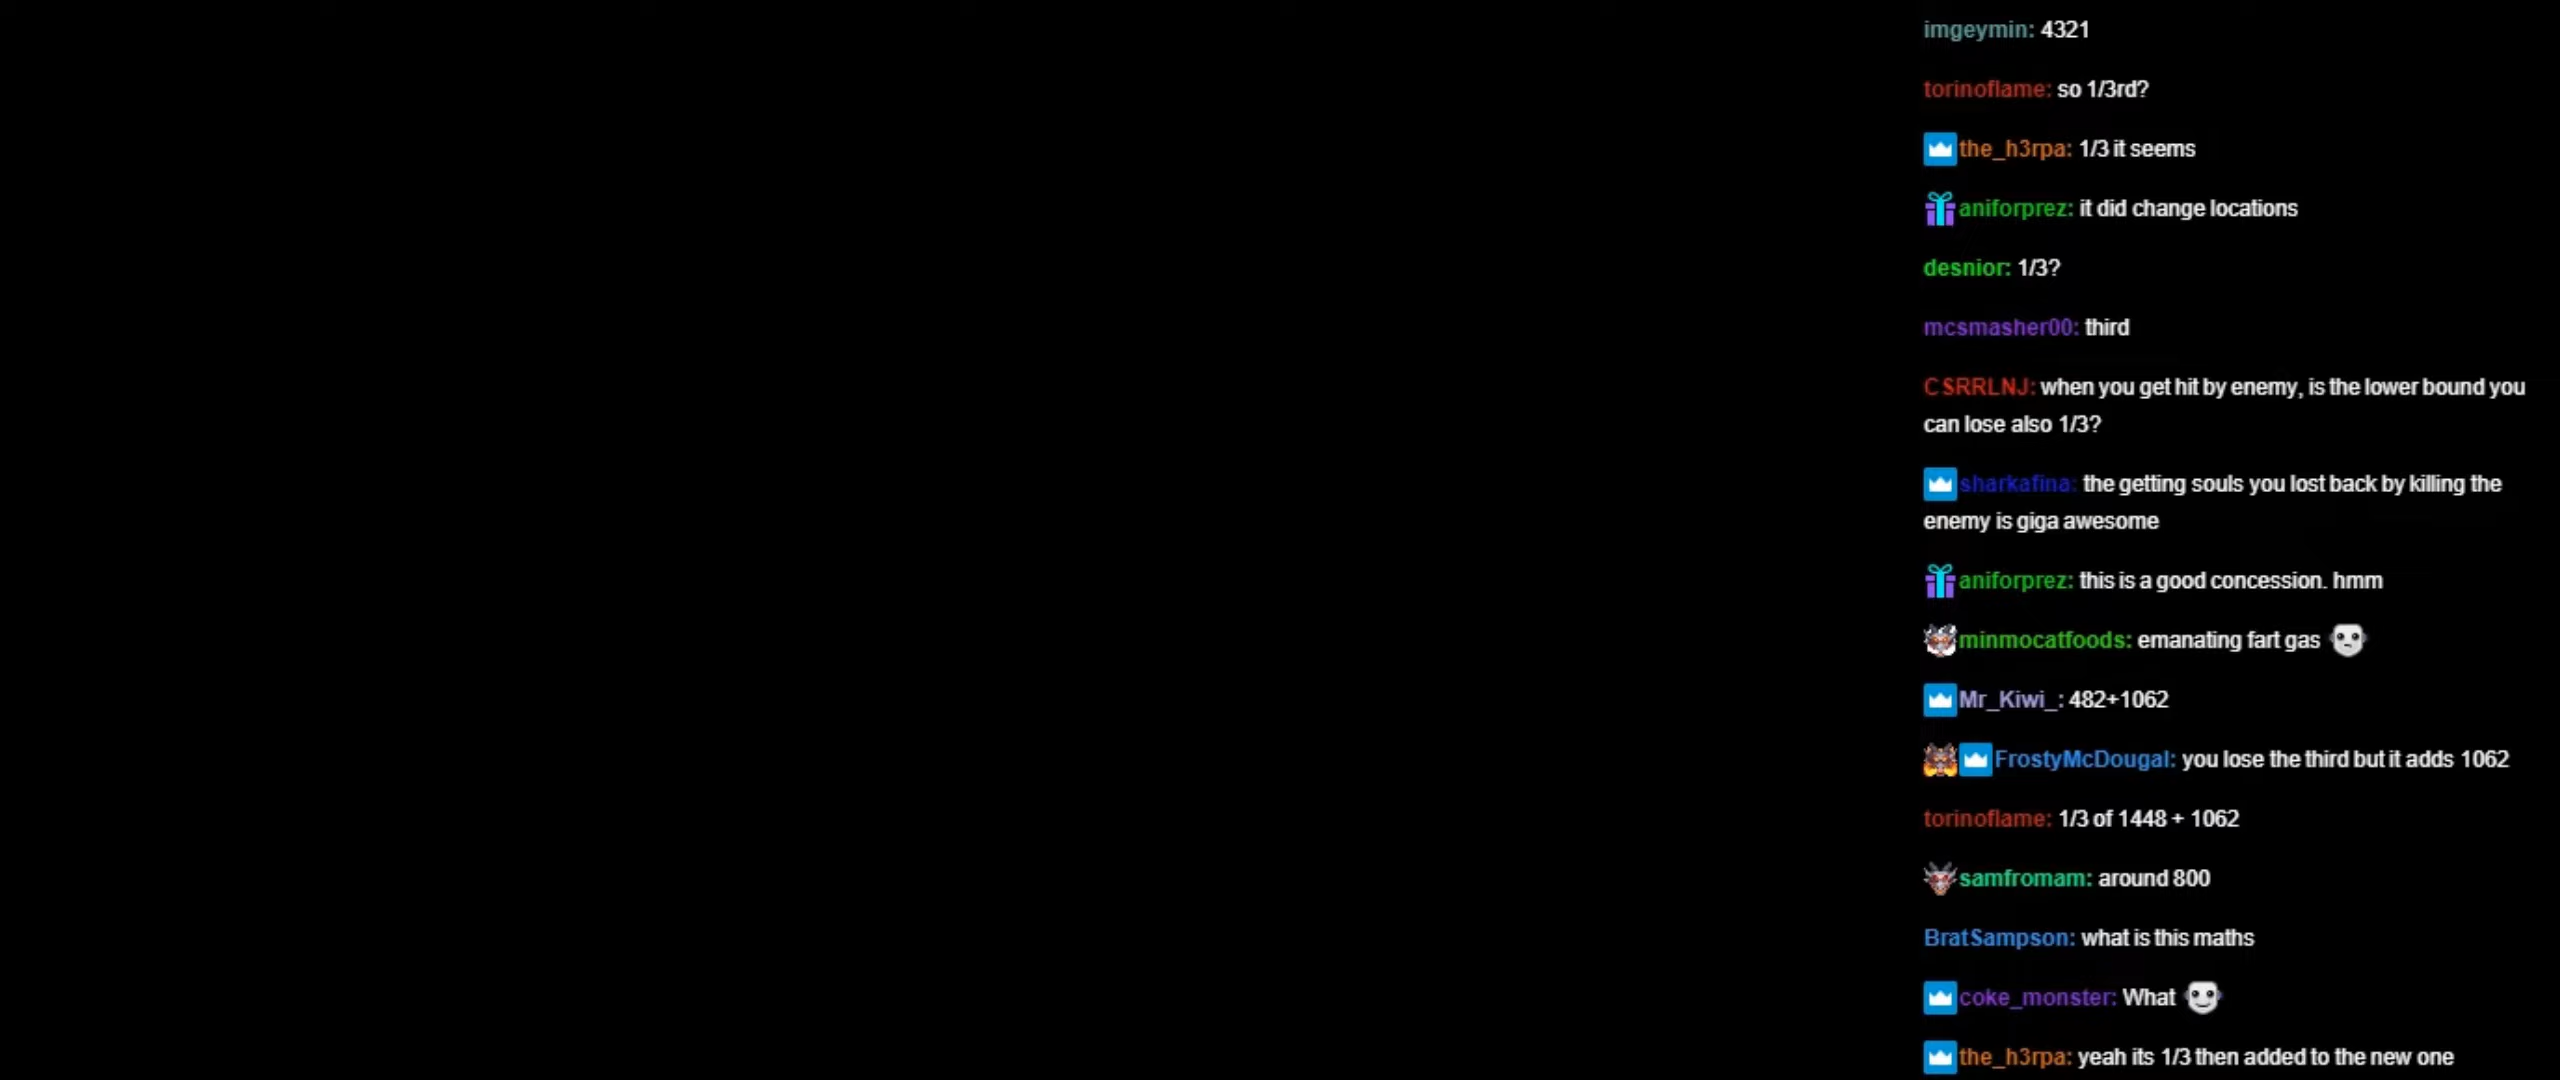 imgeymin: 4321
torinoflame: so 1/3rd?
the_h3rpa: 1/3 it seems
aniforprez: it did change locations
desnior: 1/3?
mcsmasher00: third
CSRRLNJ: when you get hit by enemy, is the lower bound you
can lose also 1/3?
sharkafina: the getting souls you lost back by killing the
enemy is giga awesome
aniforprez: this is a good concession. hmm
minmocatfoods: emanating fart gas
Mr_Kiwi_: 482+1062
FrostyMcDougal: you lose the third but it adds 1062
torinoflame: 1/3 of 1448 + 1062
samfromam: around 800
BratSampson: what is this maths
coke_monster: What
the_h3rpa: yeah its 1/3 then added to the new one